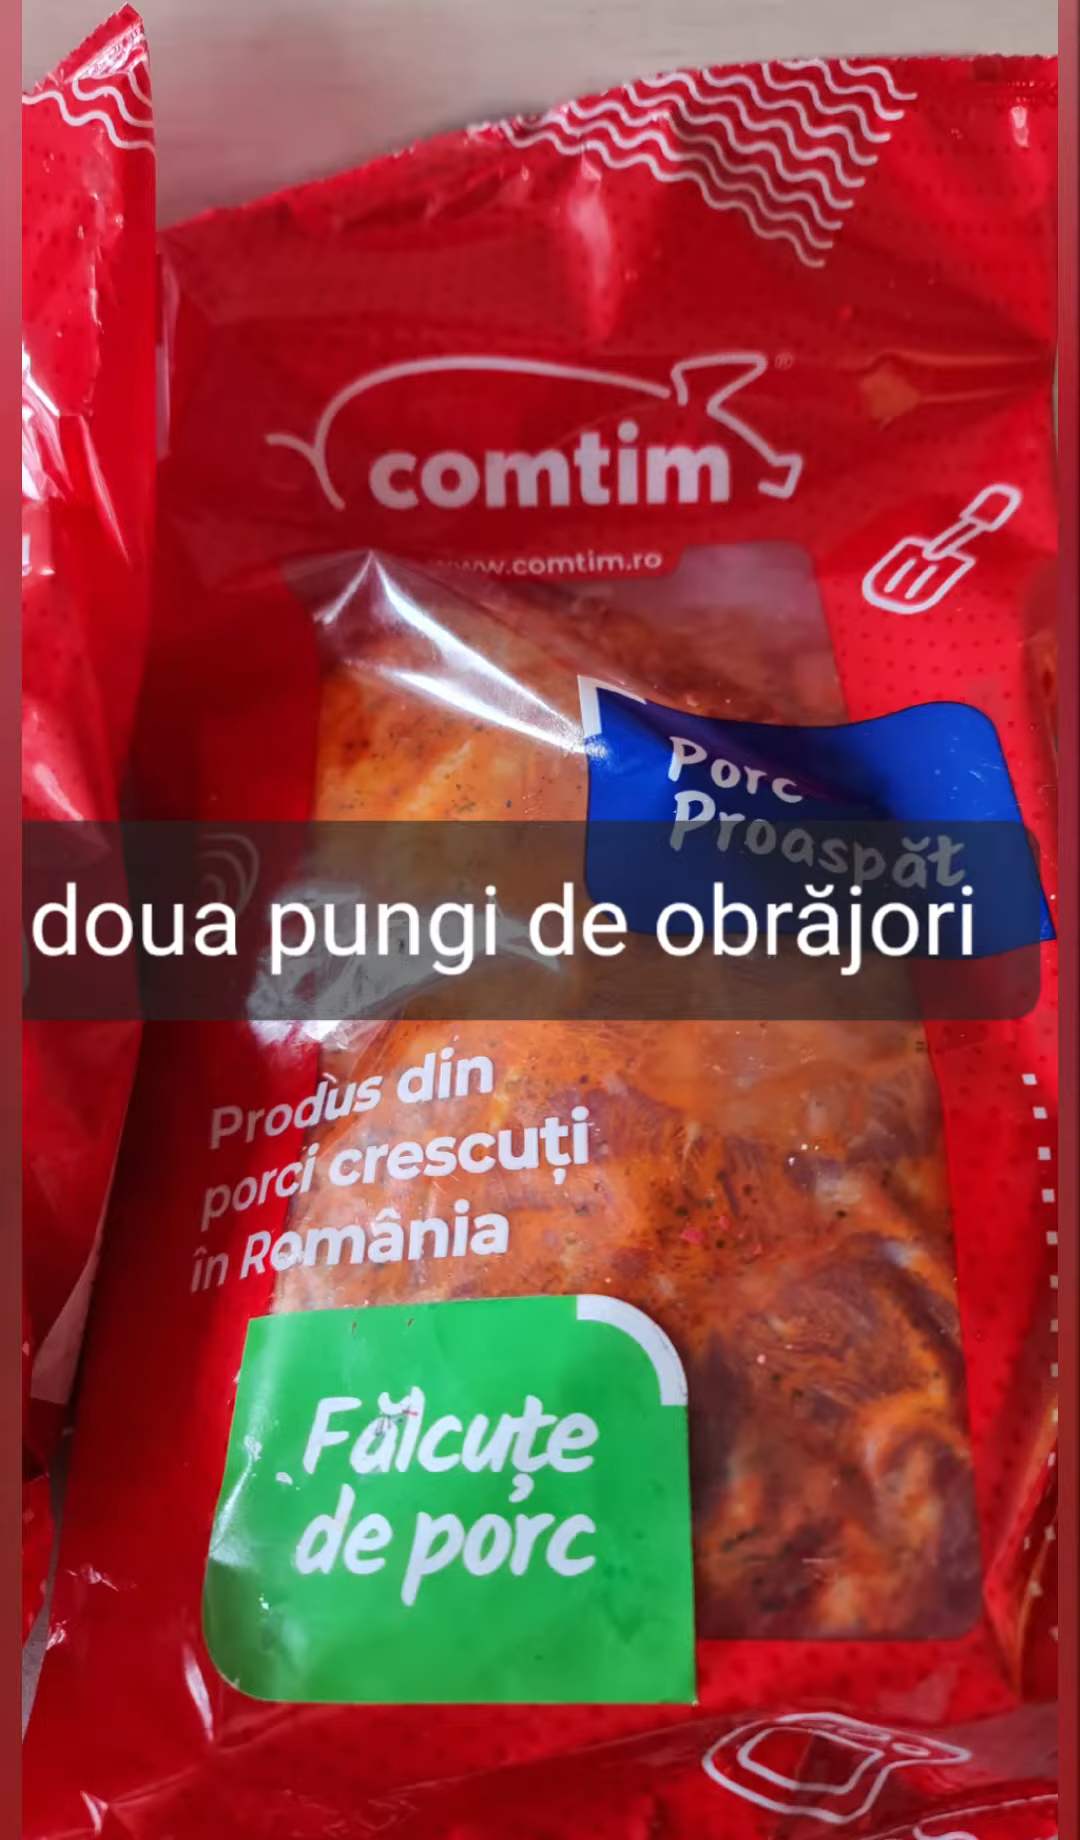 comtim
www.comtim.ro
Porc
Proaspăt
doua pungi de obrăjori
Produs din
porci crescuți
în România
Fălcuțe
de porc